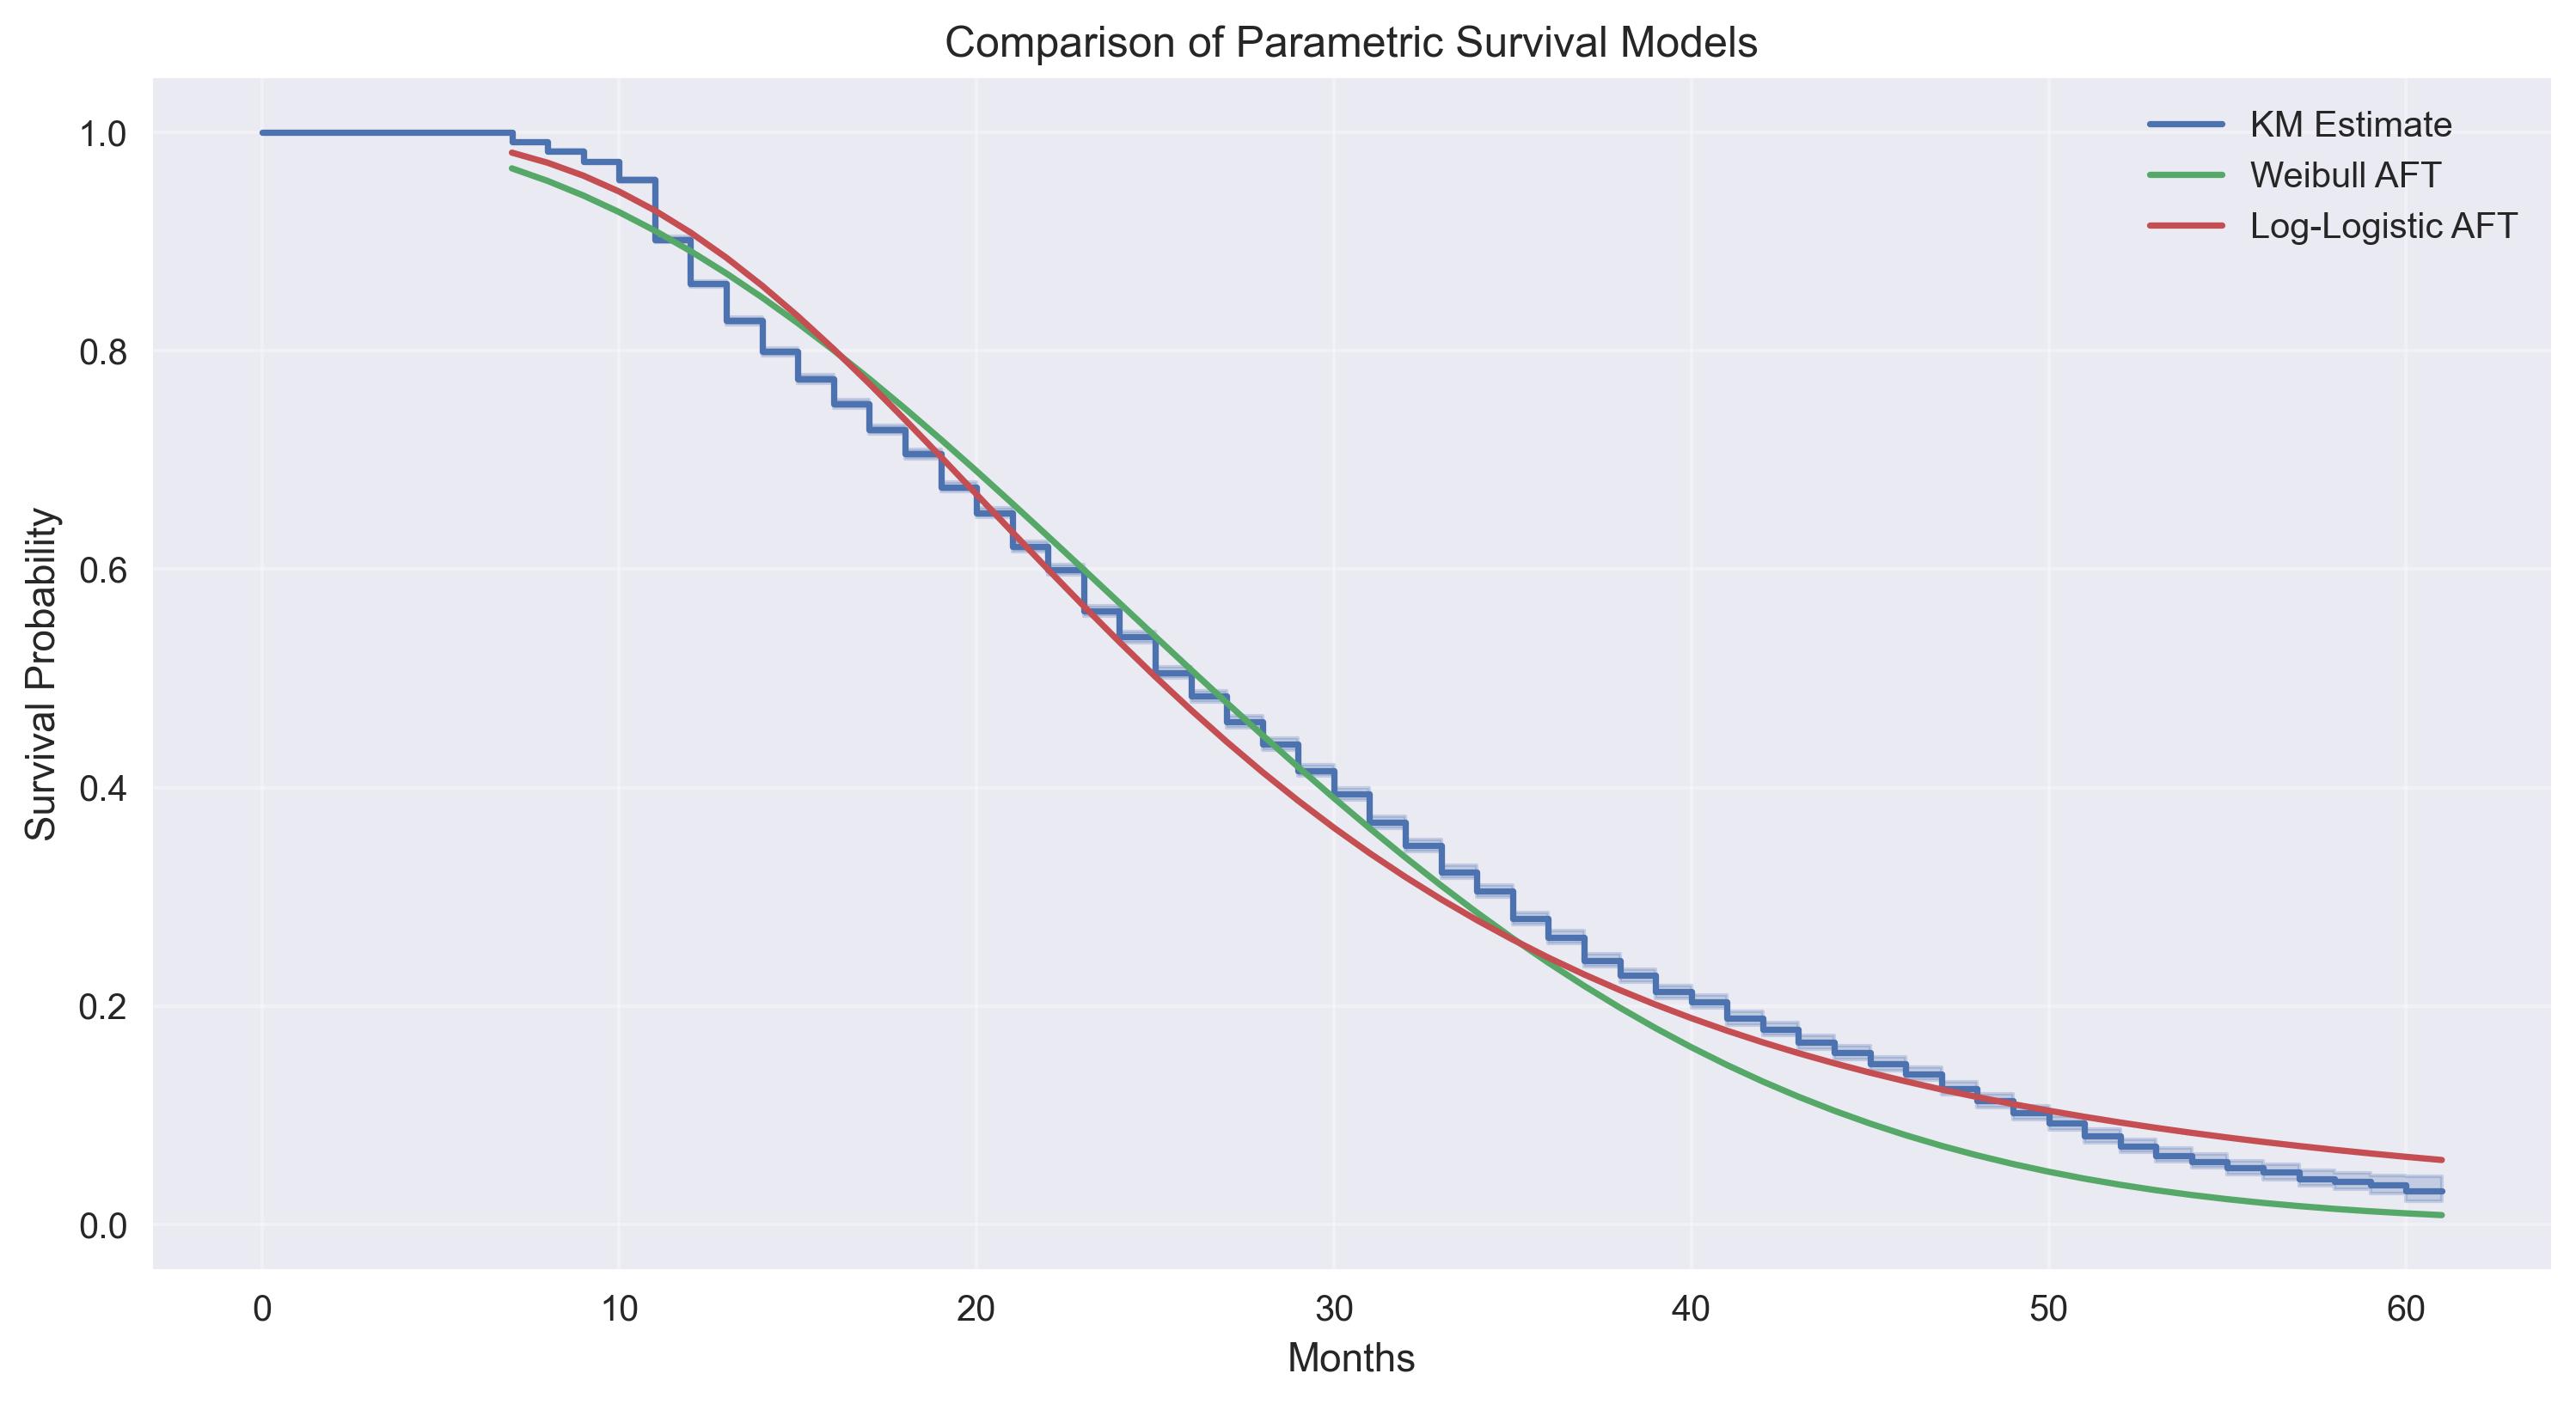 Comparison of Parametric Survival Models
KM Estimate
Weibull AFT
Log-Logistic AFT
Survival Probability
1.0
0.8
0.6
0.4
0.2
0.0
0 10 20 30 40 50 60
Months